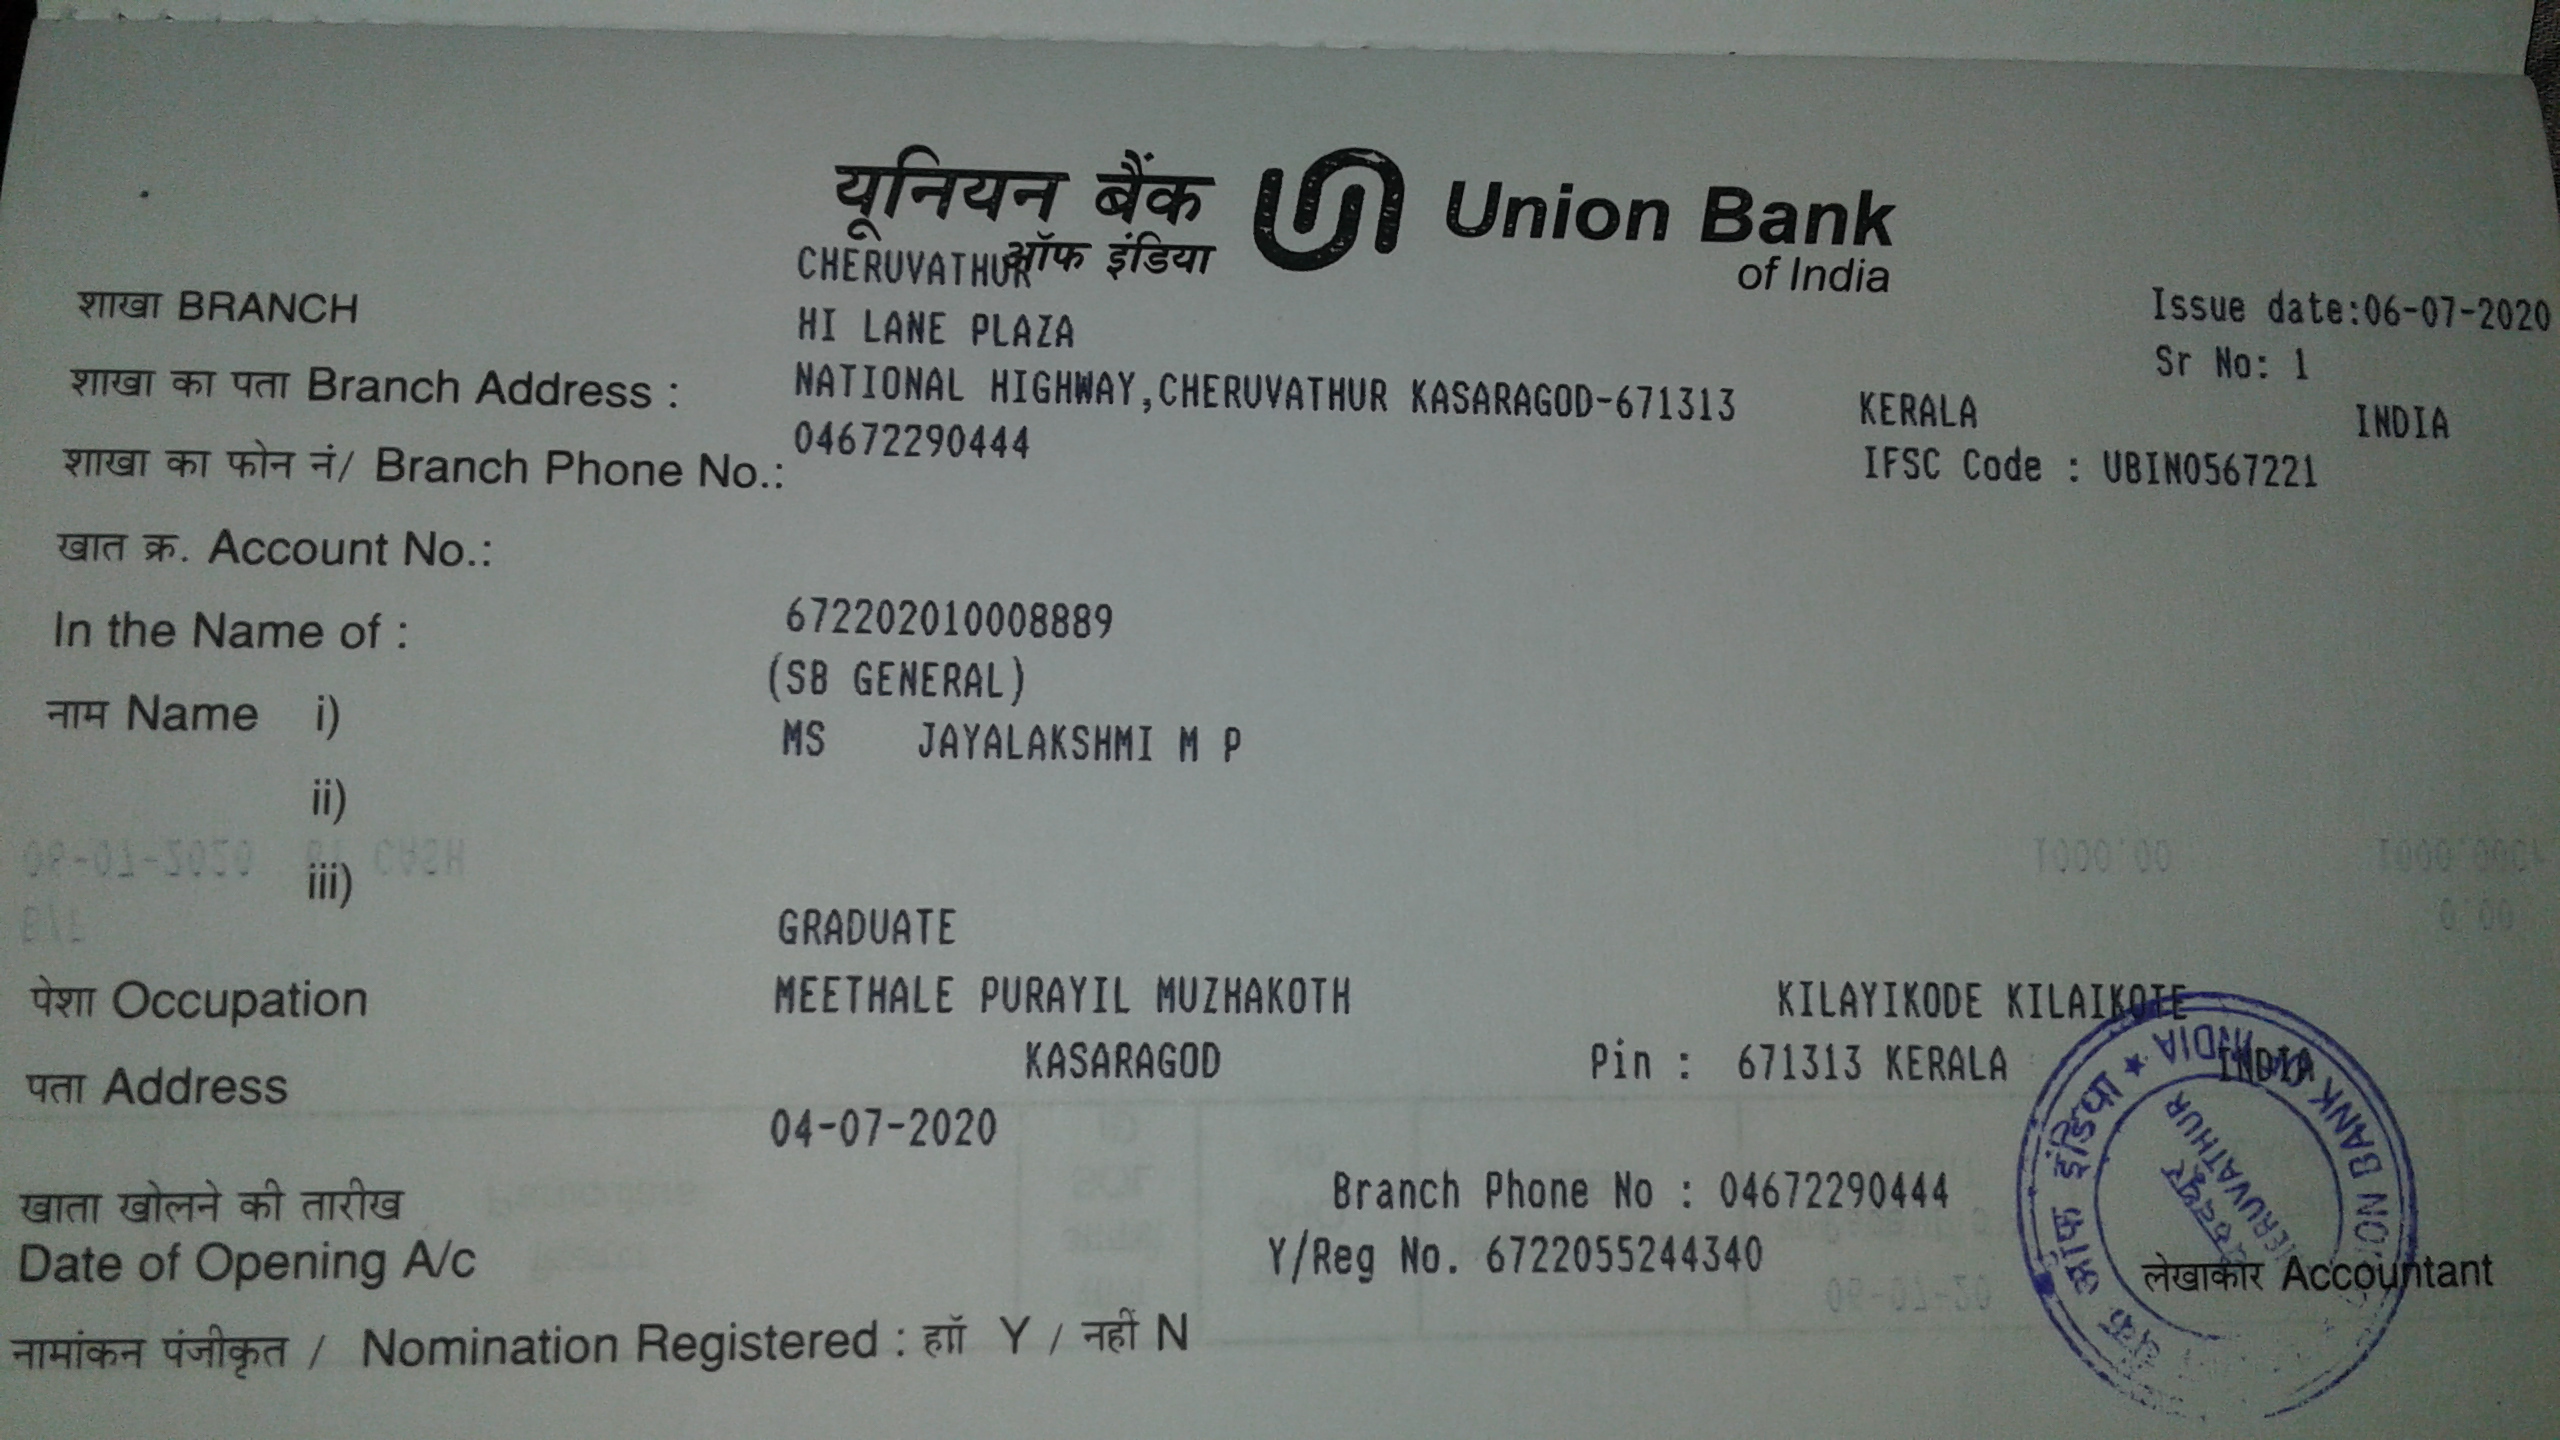 यूनियन बैंक Union Bank
ऑफ इंडिया of India
CHERUVATHUR
शाखा BRANCH
HI LANE PLAZA
Issue date:06-07-2020
Sr No: 1
शाखा का पता Branch Address :
NATIONAL HIGHWAY,CHERUVATHUR KASARAGOD-671313 KERALA INDIA
शाखा का फोन नं/ Branch Phone No.: 04672290444
IFSC Code : UBIN0567221
खात क्र. Account No.:
672202010008889
In the Name of :
(SB GENERAL)
नाम Name i)
MS JAYALAKSHMI M P
ii)
iii)
GRADUATE
पेशा Occupation
MEETHALE PURAYIL MUZHAKOTH KILAYIKODE KILAIKOTE
पता Address
KASARAGOD Pin : 671313 KERALA INDIA
04-07-2020
खाता खोलने की तारीख
Branch Phone No : 04672290444
Date of Opening A/c
Y/Reg No. 6722055244340
लेखाकार Accountant
नामांकन पंजीकृत / Nomination Registered : हाॅं Y / नहीं N
ऑफ इंडिया ★ INDIA
BANK